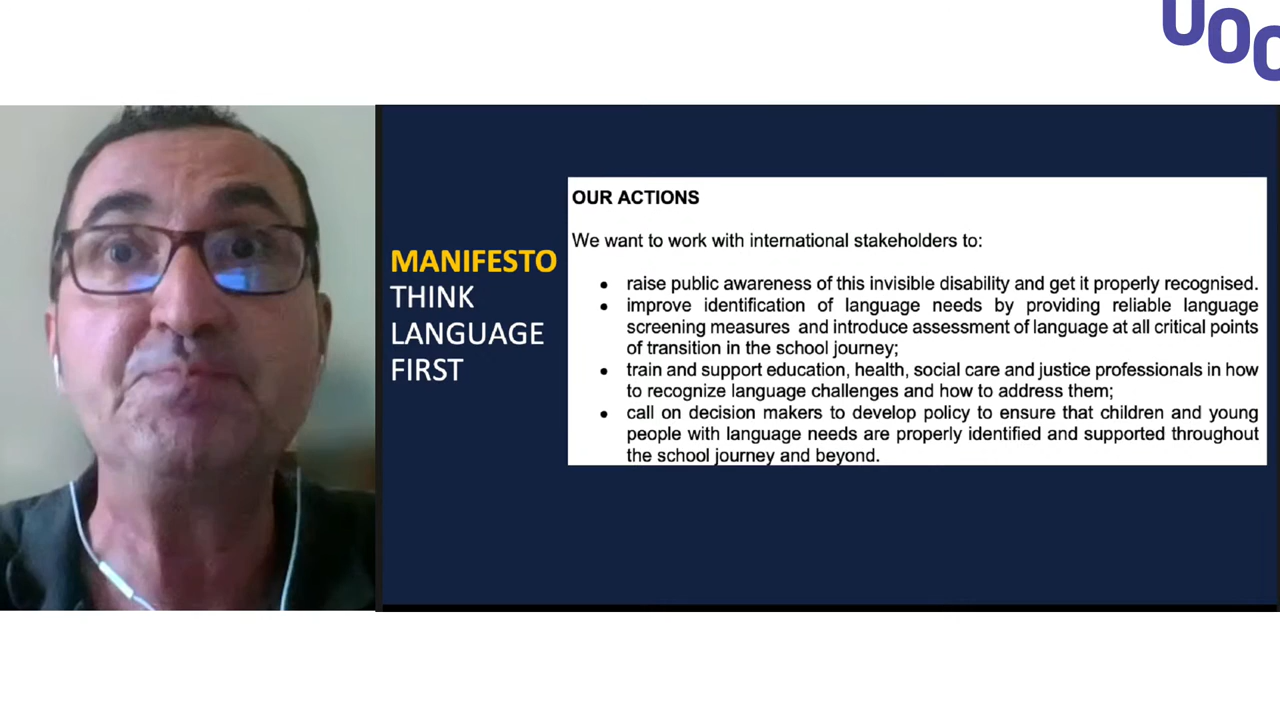 UOC
MANIFESTO
THINK
LANGUAGE
FIRST
OUR ACTIONS
We want to work with international stakeholders to:
• raise public awareness of this invisible disability and get it properly recognised.
• improve identification of language needs by providing reliable language
screening measures and introduce assessment of language at all critical points
of transition in the school journey;
• train and support education, health, social care and justice professionals in how
to recognize language challenges and how to address them;
• call on decision makers to develop policy to ensure that children and young
people with language needs are properly identified and supported throughout
the school journey and beyond.